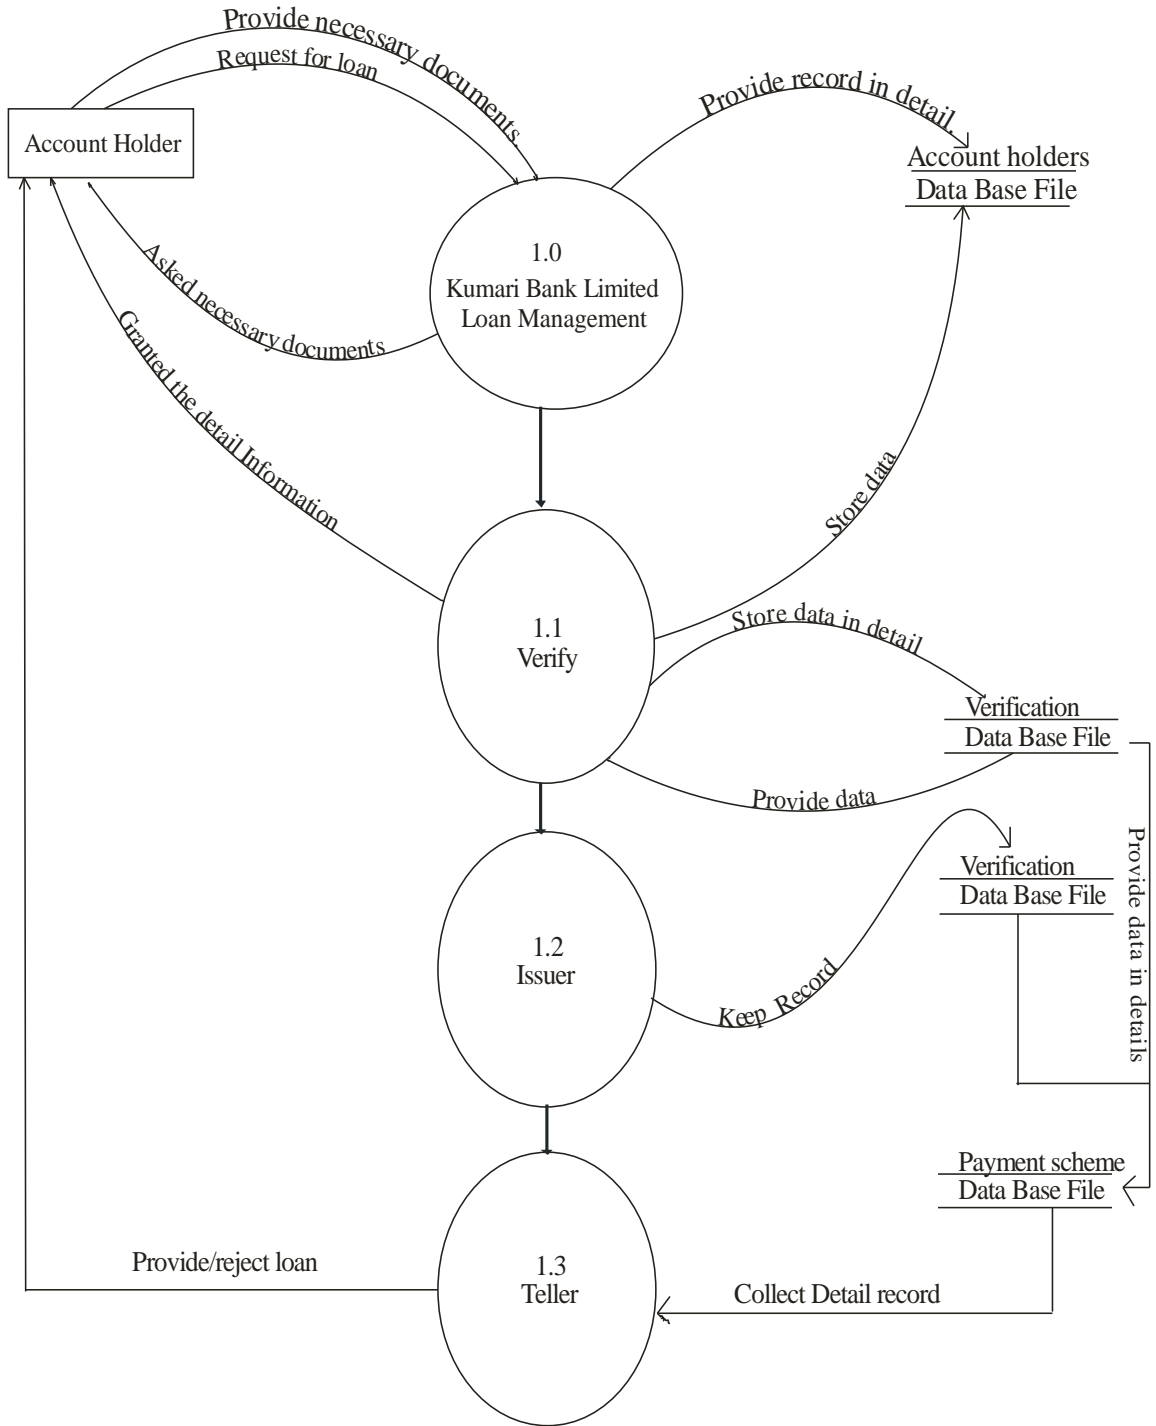 Provide necessary documents.
Request for loan
Provide record in detail.
Account Holder
Account holders
Data Base File
1.0
Kumari Bank Limited
Loan Management
Asked necessary documents
Granted the detail Information
Store data
1.1
Verify
Store data in detail
Verification
Data Base File
Provide data
Provide data in details
Verification
Data Base File
1.2
Issuer
Keep Record
Payment scheme
Data Base File
Provide/reject loan
1.3
Teller
Collect Detail record